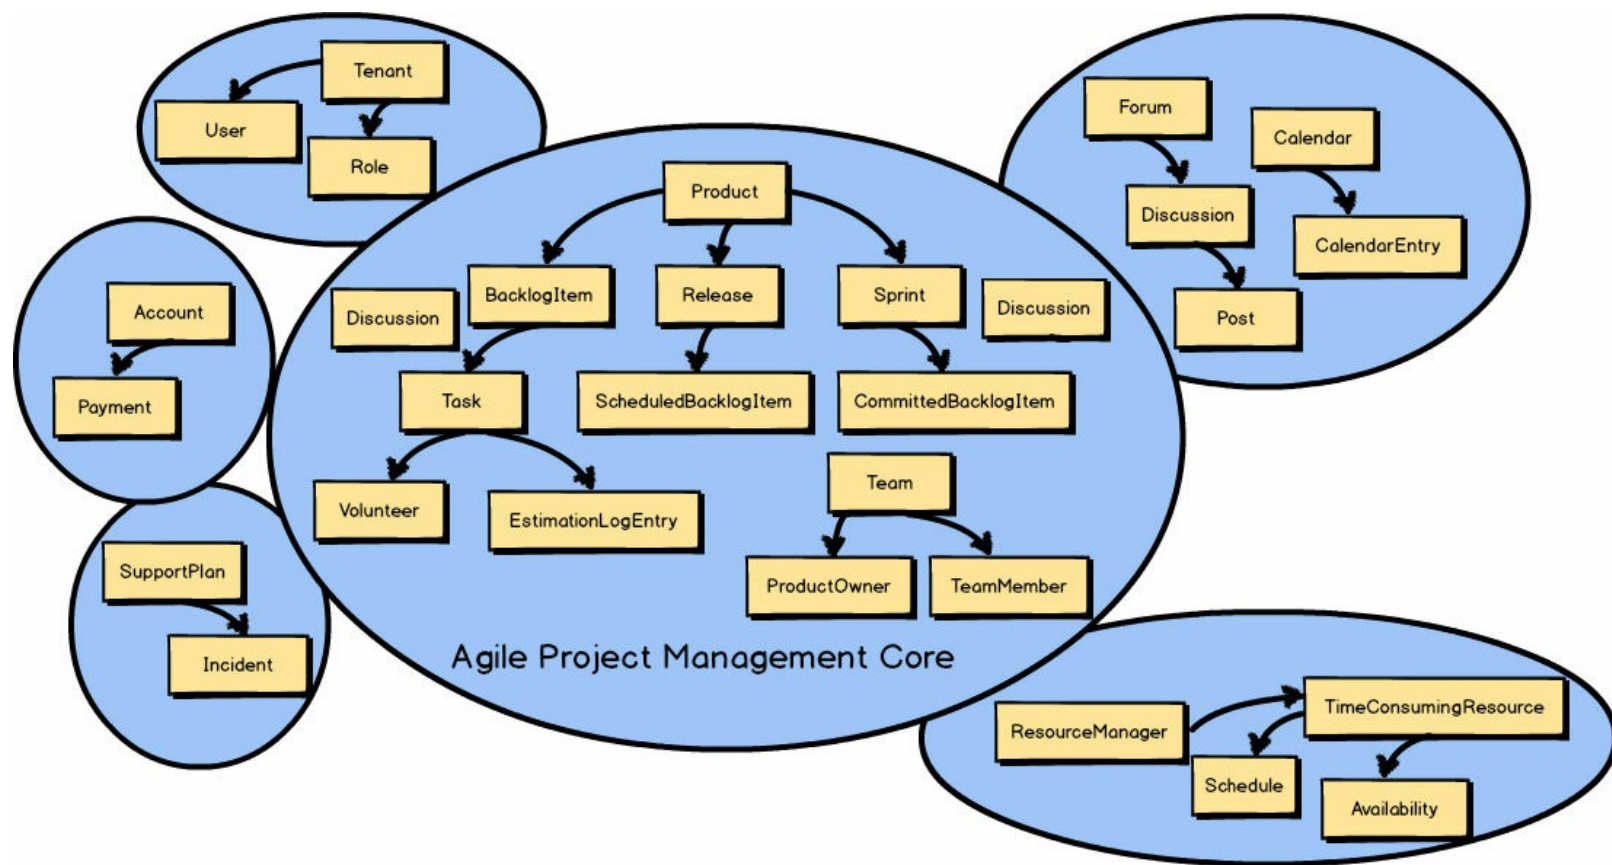 Tenant
User
Role
Forum
Calendar
Discussion
CalendarEntry
Post
Account
Payment
Product
BacklogItem
Release
Sprint
Discussion
Discussion
Task
ScheduledBacklogItem
CommittedBacklogItem
Volunteer
EstimationLogEntry
Team
ProductOwner
TeamMember
Agile Project Management Core
SupportPlan
Incident
ResourceManager
TimeConsumingResource
Schedule
Availability